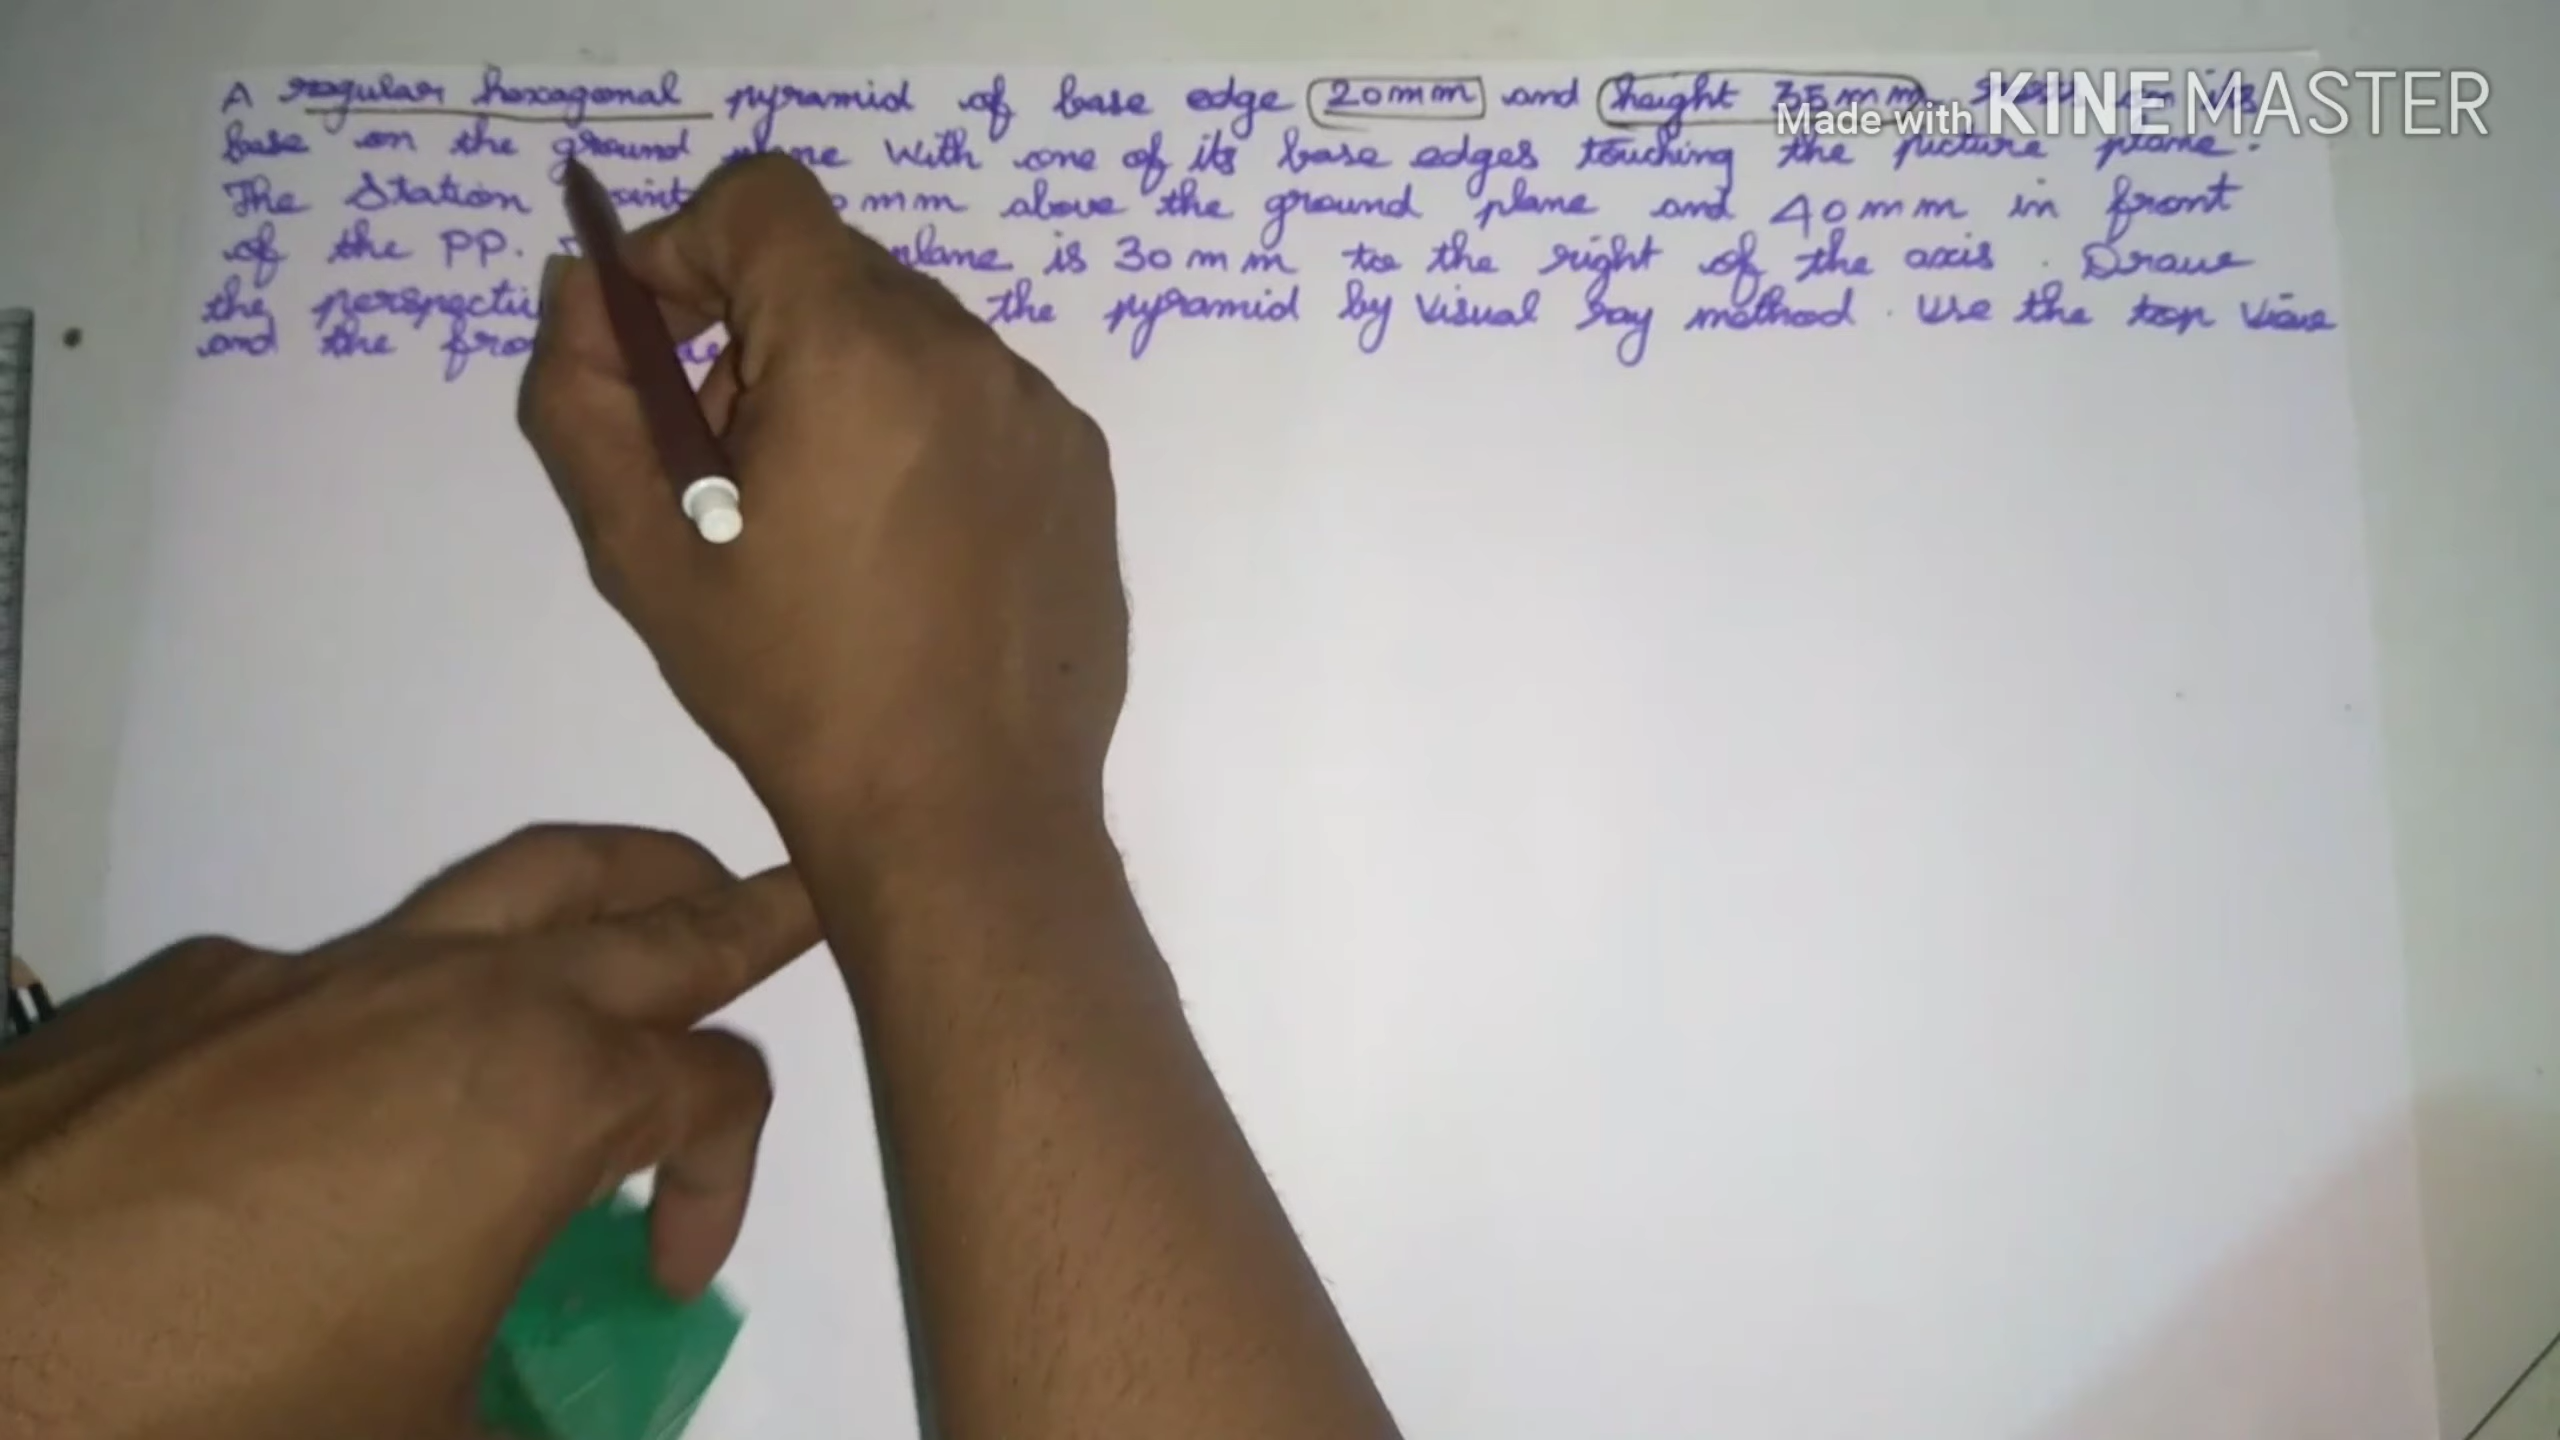 A regular hexagonal pyramid of base edge 20mm and height 35mm on its
base on the ground plane with one of its base edges touching the picture plane.
The Station mm above the ground plane and 40mm in front
of the PP. plane is 30mm to the right of the axis. Draw
the the pyramid by visual ray method. Use the top view
and the
Made with KINEMASTER